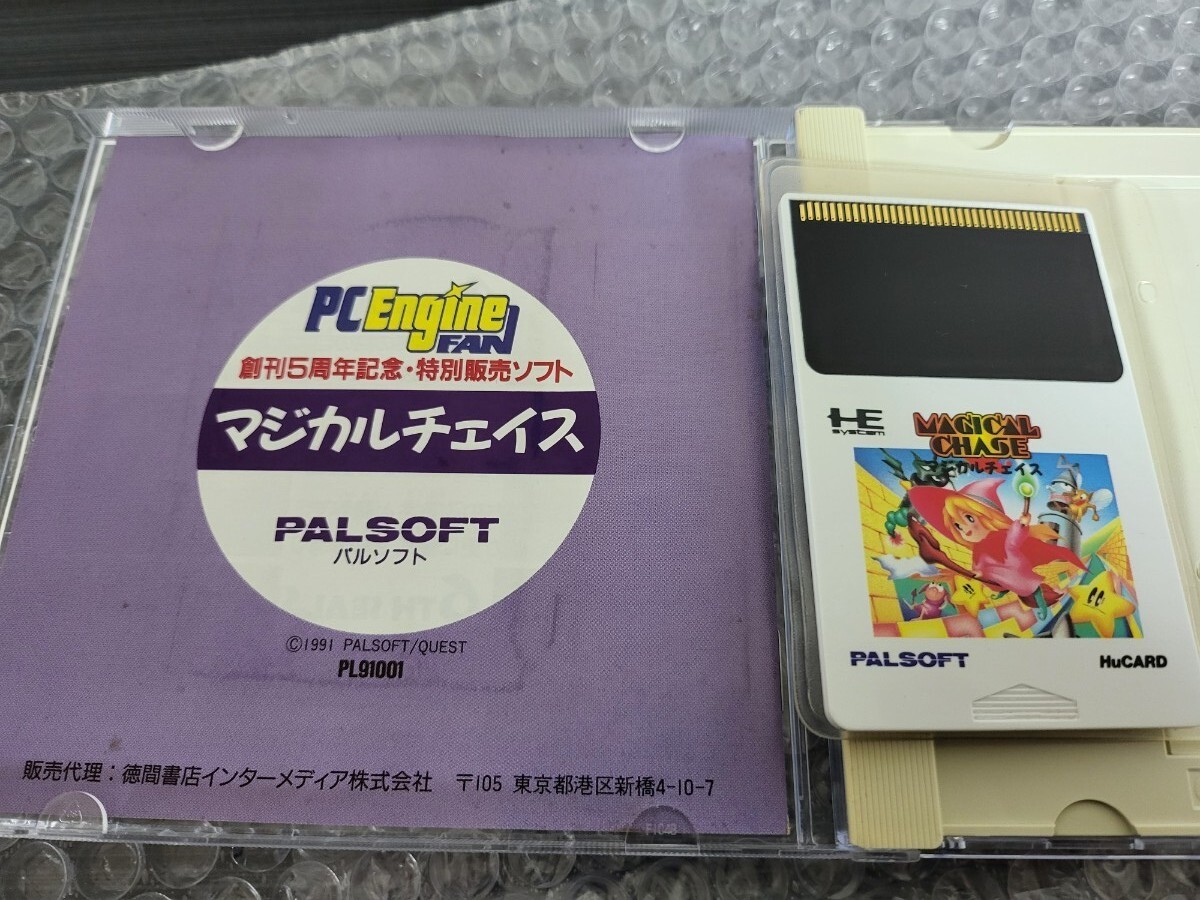 PC Engine
FAN
創刊5周年記念・特別販売ソフト
マジカルチェイス
PALSOFT
パルソフト
©1991 PALSOFT/QUEST
PL91001
販売代理：徳間書店インターメディア株式会社 〒105 東京都港区新橋4-10-7
HE
SYSTEM
MAGICAL
CHASE
マジカルチェイス
PALSOFT HuCARD